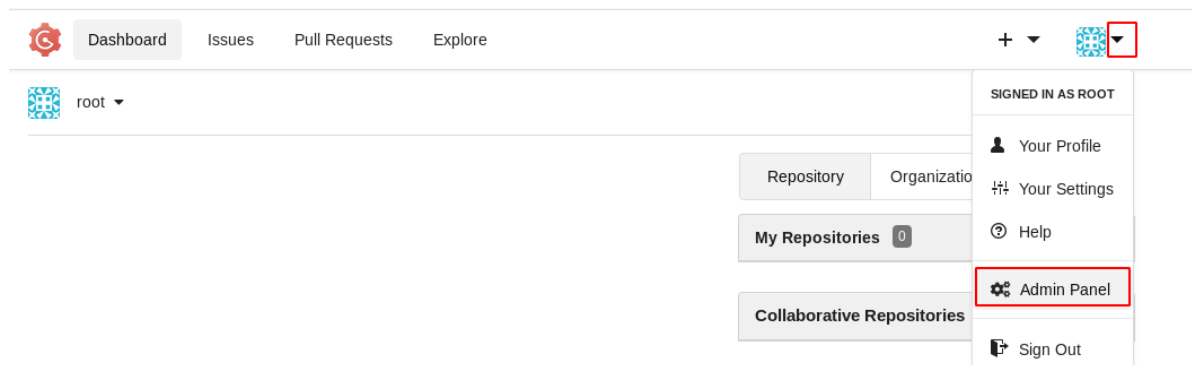 Dashboard Issues Pull Requests Explore
root
SIGNED IN AS ROOT
Your Profile
Your Settings
Help
Admin Panel
Sign Out
Repository Organizatio
My Repositories 0
Collaborative Repositories